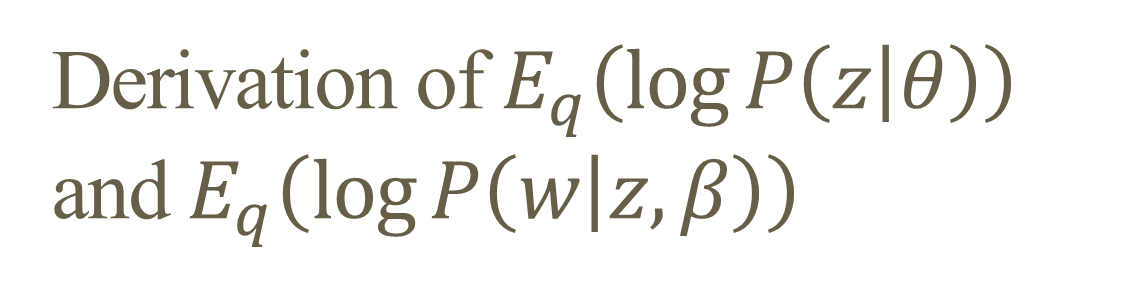 Derivation of 𝐸_𝑞(log 𝑃(𝑧|𝜃))
and 𝐸_𝑞(log 𝑃(𝑤|𝑧, 𝛽))